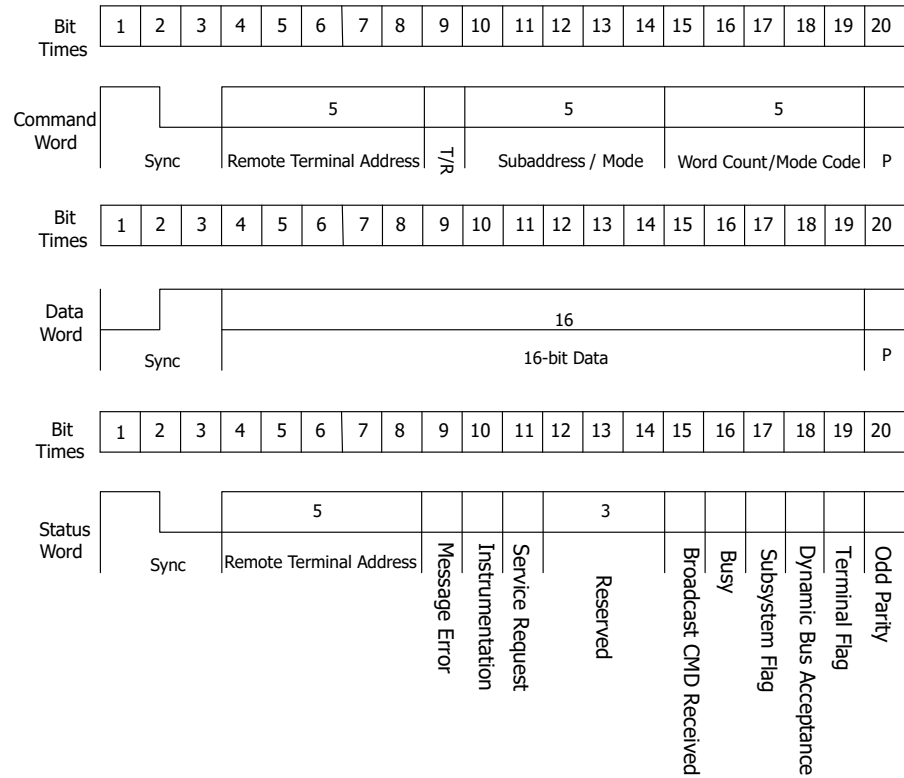 Bit Times 1 2 3 4 5 6 7 8 9 10 11 12 13 14 15 16 17 18 19 20
Command Word
5 5 5
Sync Remote Terminal Address T/R Subaddress / Mode Word Count/Mode Code P
Bit Times 1 2 3 4 5 6 7 8 9 10 11 12 13 14 15 16 17 18 19 20
Data Word
16
Sync 16-bit Data P
Bit Times 1 2 3 4 5 6 7 8 9 10 11 12 13 14 15 16 17 18 19 20
Status Word
5 3
Sync Remote Terminal Address
Message Error
Instrumentation
Service Request
Reserved
Broadcast CMD Received
Busy
Subsystem Flag
Dynamic Bus Acceptance
Terminal Flag
Odd Parity